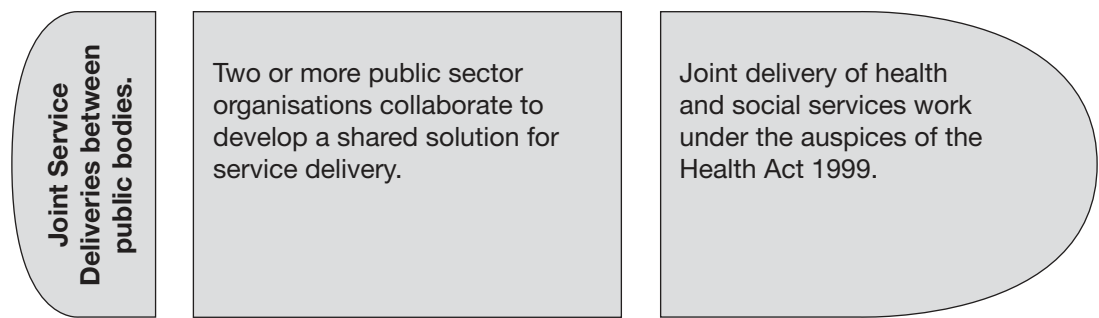 Joint Service
Deliveries between
public bodies.
Two or more public sector
organisations collaborate to
develop a shared solution for
service delivery.
Joint delivery of health
and social services work
under the auspices of the
Health Act 1999.